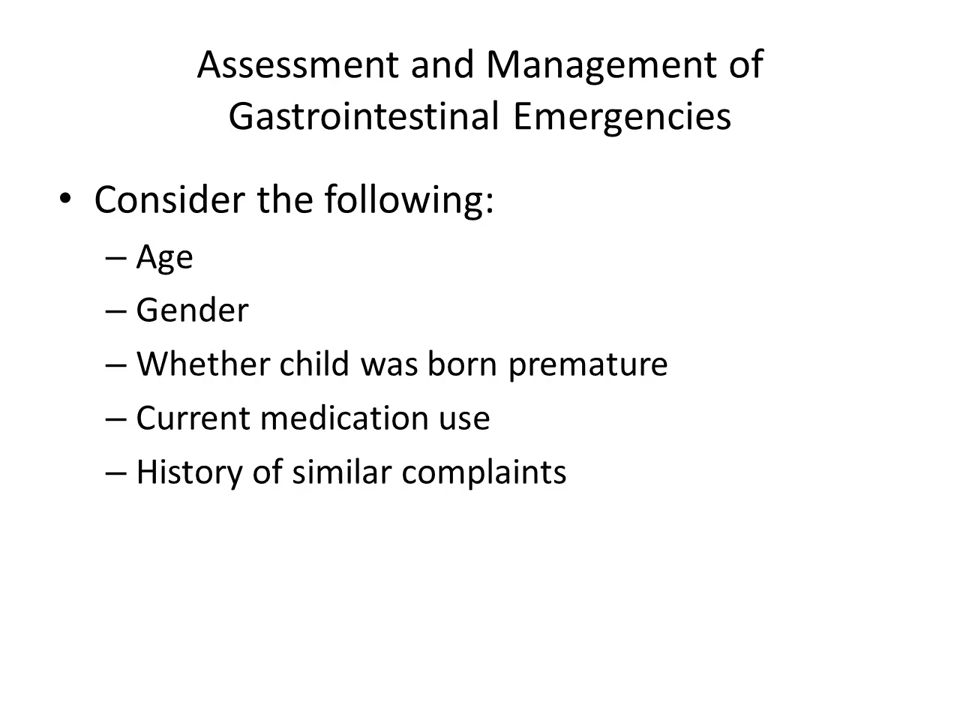 Assessment and Management of
Gastrointestinal Emergencies
• Consider the following:
– Age
– Gender
– Whether child was born premature
– Current medication use
– History of similar complaints